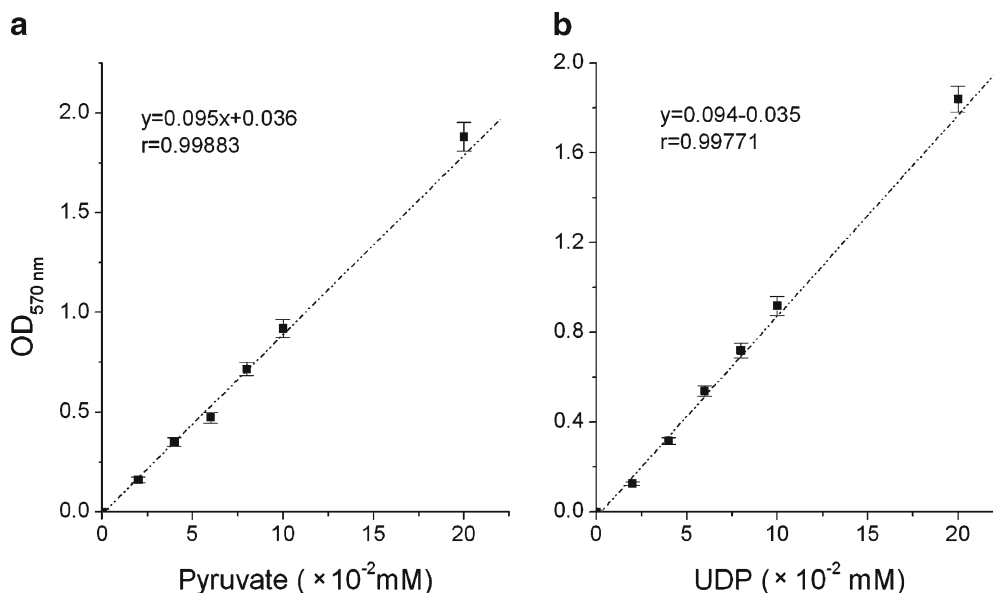 a
y=0.095x+0.036
r=0.99883
2.0
1.5
1.0
0.5
0.0
OD570 nm
0 5 10 15 20
Pyruvate ( ×10-2mM)
b
y=0.094-0.035
r=0.99771
2.0
1.6
1.2
0.8
0.4
0.0
0 5 10 15 20
UDP ( ×10-2 mM)